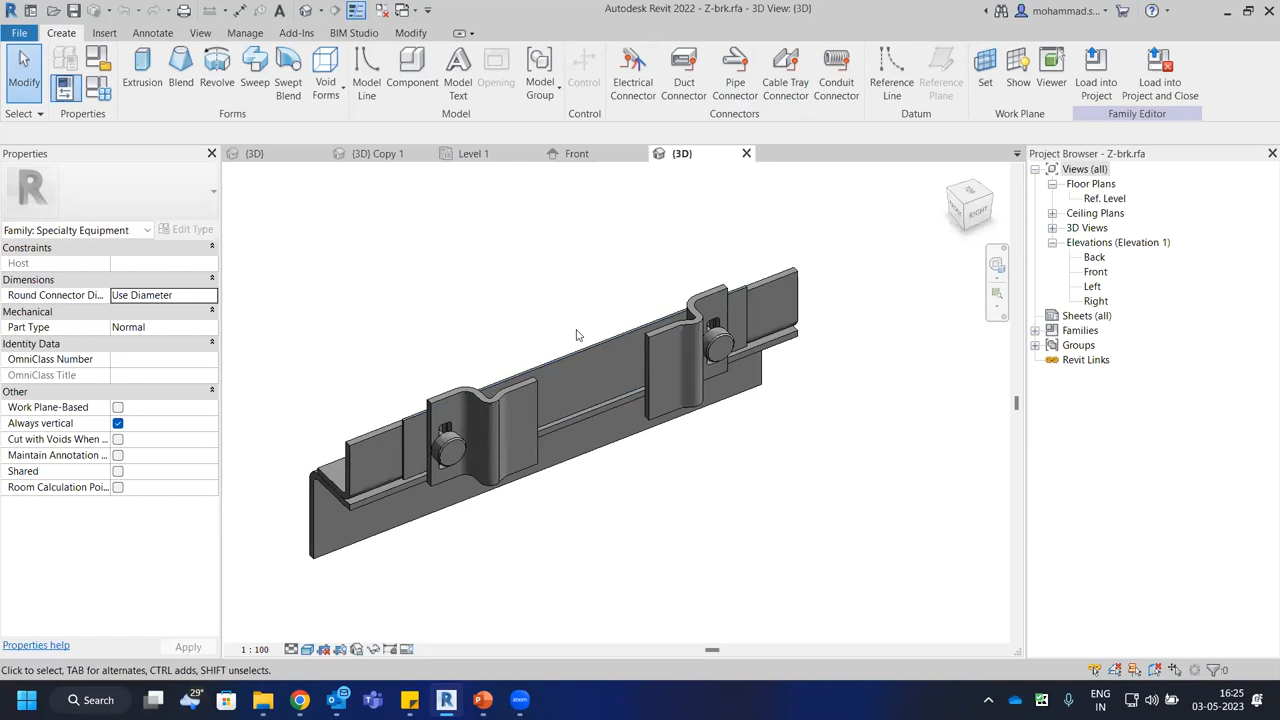 Autodesk Revit 2022 - Z-brk.rfa - 3D View: {3D}
mohammad.s...
File
Create
Insert
Annotate
View
Manage
Add-Ins
BIM Studio
Modify
Modify
Extrusion
Blend
Revolve
Sweep
Swept Blend
Void Forms
Model Line
Component
Model Text
Opening
Model Group
Control
Electrical Connector
Duct Connector
Pipe Connector
Cable Tray Connector
Conduit Connector
Reference Line
Reference Plane
Set
Show
Viewer
Load into Project
Load into Project and Close
Select
Properties
Forms
Model
Control
Connectors
Datum
Work Plane
Family Editor
Properties
{3D}
{3D} Copy 1
Level 1
Front
{3D}
Project Browser - Z-brk.rfa
Family: Specialty Equipment
Edit Type
Constraints
Host
Dimensions
Round Connector Di...
Use Diameter
Mechanical
Part Type
Normal
Identity Data
OmniClass Number
OmniClass Title
Other
Work Plane-Based
Always vertical
Cut with Voids When ...
Maintain Annotation ...
Shared
Room Calculation Poi...
Properties help
Apply
TOP
FRONT
RIGHT
Views (all)
Floor Plans
Ref. Level
Ceiling Plans
3D Views
Elevations (Elevation 1)
Back
Front
Left
Right
Sheets (all)
Families
Groups
Revit Links
1 : 100
Click to select, TAB for alternates, CTRL adds, SHIFT unselects.
:0
Search
29°
ENG
IN
16:25
03-05-2023